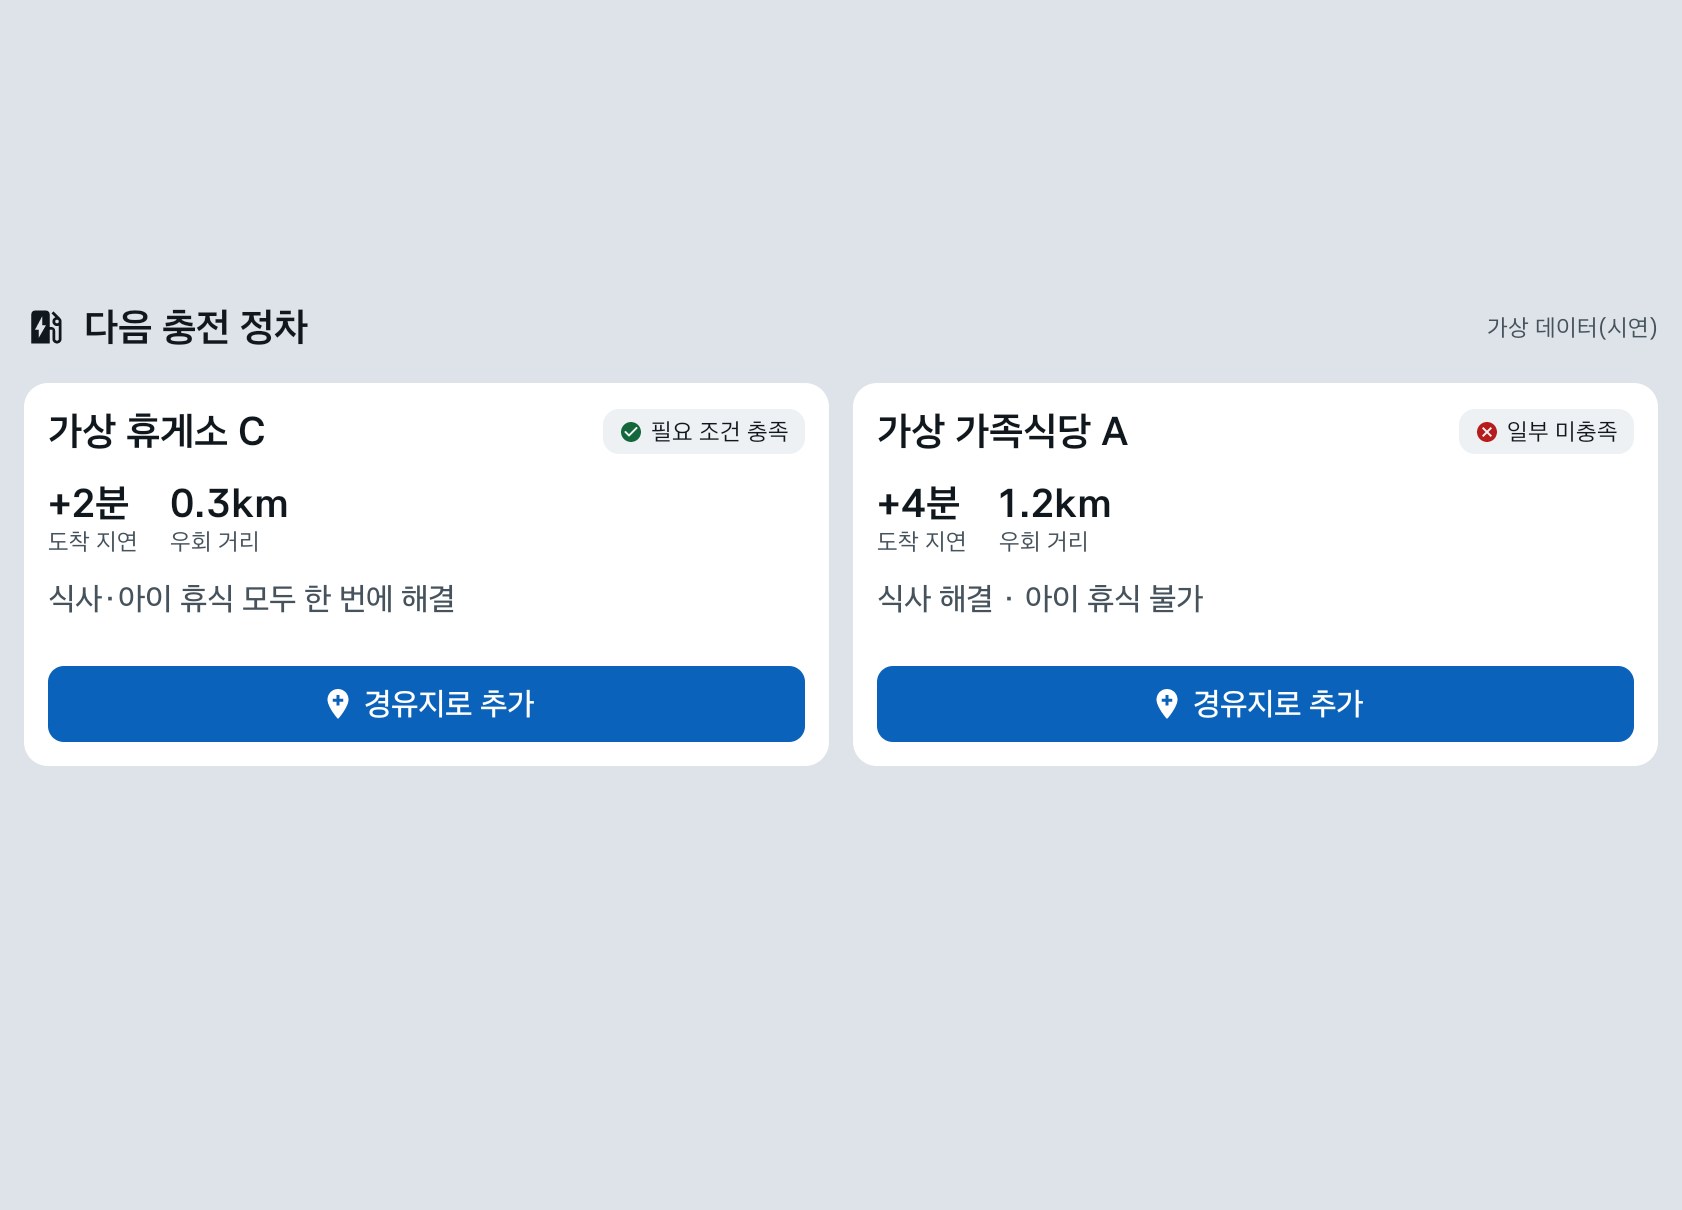 다음 충전 정차
가상 데이터(시연)
가상 휴게소 C
필요 조건 충족
+2분 0.3km
도착 지연 우회 거리
식사·아이 휴식 모두 한 번에 해결
경유지로 추가
가상 가족식당 A
일부 미충족
+4분 1.2km
도착 지연 우회 거리
식사 해결 · 아이 휴식 불가
경유지로 추가